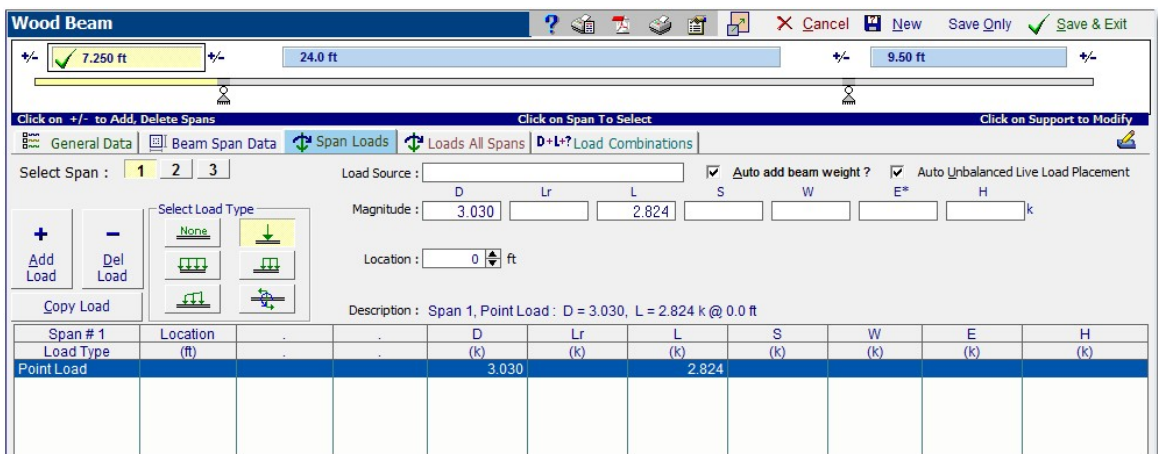 Wood Beam ? Cancel New Save Only Save & Exit
+/- 7.250 ft +/- 24.0 ft +/- 9.50 ft +/-
Click on +/- to Add, Delete Spans Click on Span To Select Click on Support to Modify
General Data Beam Span Data Span Loads Loads All Spans D+L+? Load Combinations
Select Span : 1 2 3 Load Source : Auto add beam weight ? Auto Unbalanced Live Load Placement
D Lr L S W E* H
Select Load Type Magnitude : 3.030 2.824 k
None
+ Add Load - Del Load
Location : 0 ft
Copy Load Description : Span 1, Point Load : D = 3.030, L = 2.824 k @ 0.0 ft
Span # 1 Location . . D Lr L S W E H
Load Type (ft) . . (k) (k) (k) (k) (k) (k) (k)
Point Load 3.030 2.824